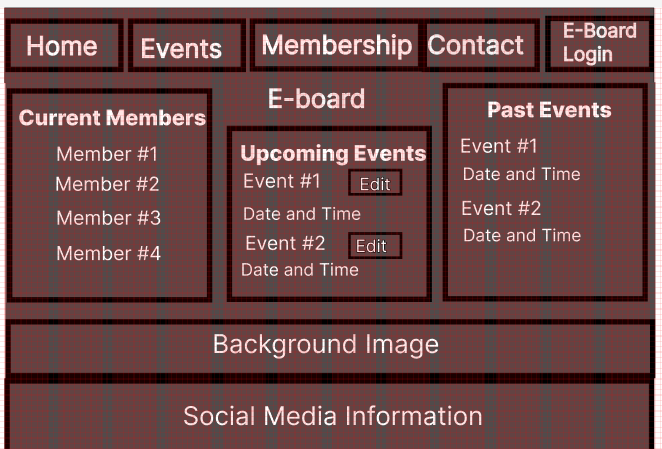 Home
Events
Membership
Contact
E-Board
Login
E-board
Current Members
Member #1
Member #2
Member #3
Member #4
Upcoming Events
Event #1 Edit
Date and Time
Event #2 Edit
Date and Time
Past Events
Event #1
Date and Time
Event #2
Date and Time
Background Image
Social Media Information